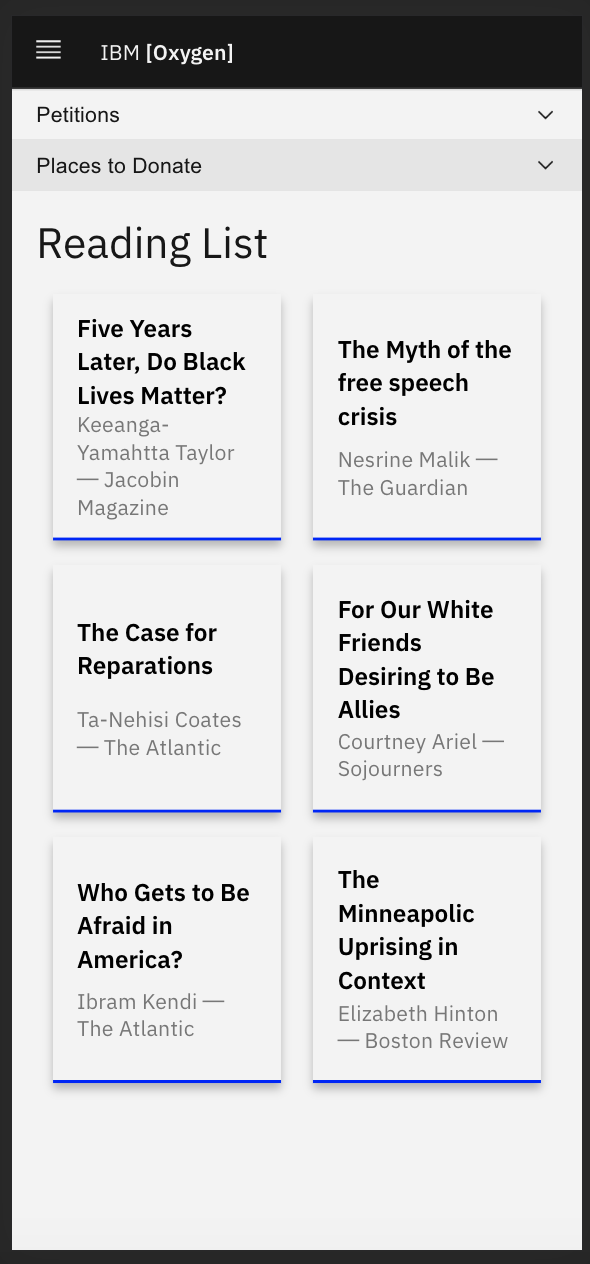 IBM [Oxygen]
Petitions
Places to Donate
Reading List
Five Years
Later, Do Black
Lives Matter?
Keeanga-
Yamahtta Taylor
— Jacobin
Magazine
The Myth of the
free speech
crisis
Nesrine Malik —
The Guardian
The Case for
Reparations
Ta-Nehisi Coates
— The Atlantic
For Our White
Friends
Desiring to Be
Allies
Courtney Ariel —
Sojourners
Who Gets to Be
Afraid in
America?
Ibram Kendi —
The Atlantic
The
Minneapolic
Uprising in
Context
Elizabeth Hinton
— Boston Review